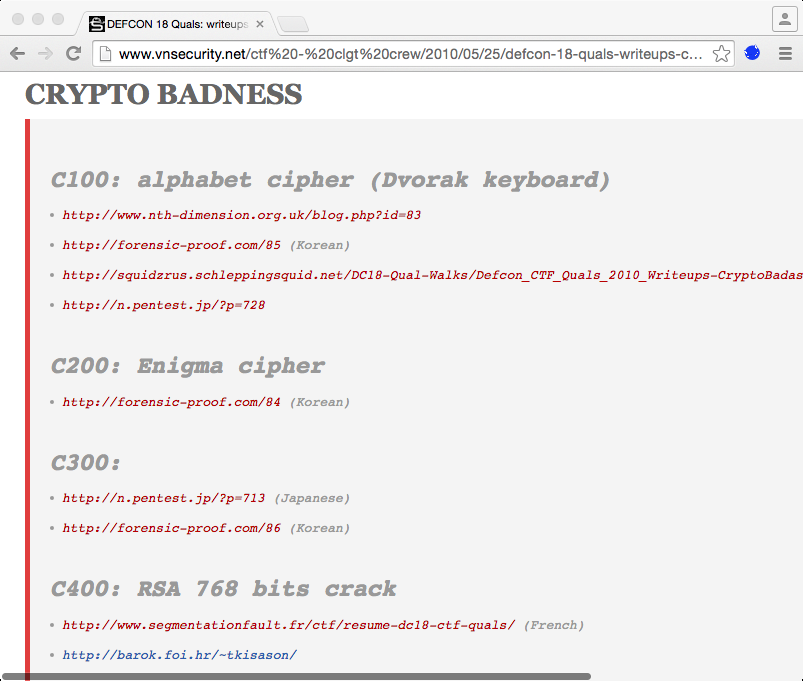 DEFCON 18 Quals: writeups
www.vnsecurity.net/ctf%20-%20clgt%20crew/2010/05/25/defcon-18-quals-writeups-c...
CRYPTO BADNESS
C100: alphabet cipher (Dvorak keyboard)
• http://www.nth-dimension.org.uk/blog.php?id=83
• http://forensic-proof.com/85 (Korean)
• http://squidzrus.schleppingsquid.net/DC18-Qual-Walks/Defcon_CTF_Quals_2010_Writeups-CryptoBadas
• http://n.pentest.jp/?p=728
C200: Enigma cipher
• http://forensic-proof.com/84 (Korean)
C300:
• http://n.pentest.jp/?p=713 (Japanese)
• http://forensic-proof.com/86 (Korean)
C400: RSA 768 bits crack
• http://www.segmentationfault.fr/ctf/resume-dc18-ctf-quals/ (French)
• http://barok.foi.hr/~tkisason/